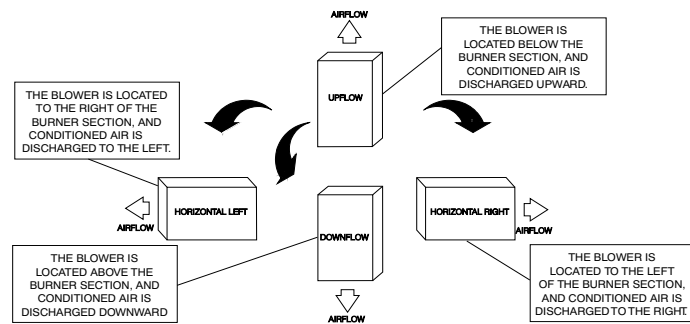 AIRFLOW
THE BLOWER IS
LOCATED BELOW THE
BURNER SECTION, AND
CONDITIONED AIR IS
DISCHARGED UPWARD.
UPFLOW
THE BLOWER IS LOCATED
TO THE RIGHT OF THE
BURNER SECTION, AND
CONDITIONED AIR IS
DISCHARGED TO THE LEFT.
HORIZONTAL LEFT
AIRFLOW
DOWNFLOW
HORIZONTAL RIGHT
AIRFLOW
THE BLOWER IS
LOCATED ABOVE THE
BURNER SECTION, AND
CONDITIONED AIR IS
DISCHARGED DOWNWARD
AIRFLOW
THE BLOWER IS
LOCATED TO THE LEFT
OF THE BURNER SECTION,
AND CONDITIONED AIR IS
DISCHARGED TO THE RIGHT.